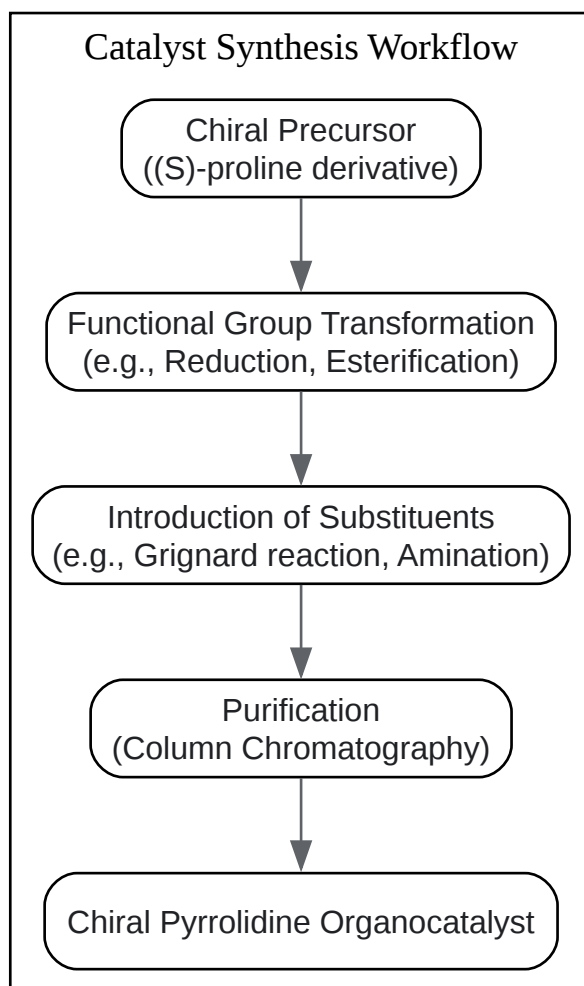 Catalyst Synthesis Workflow
Chiral Precursor
((S)-proline derivative)
Functional Group Transformation
(e.g., Reduction, Esterification)
Introduction of Substituents
(e.g., Grignard reaction, Amination)
Purification
(Column Chromatography)
Chiral Pyrrolidine Organocatalyst